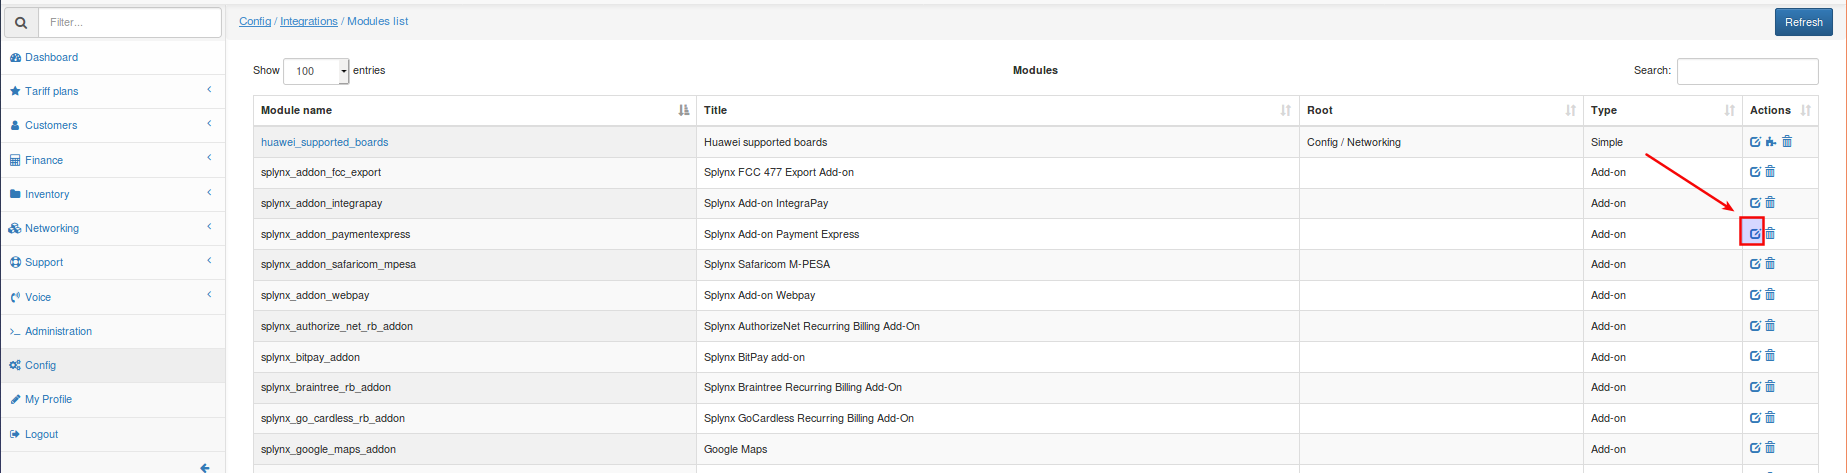 Filter...
Config / Integrations / Modules list
Refresh
Dashboard
Tariff plans
Customers
Finance
Inventory
Networking
Support
Voice
Administration
Config
My Profile
Logout
Show 100 entries
Modules
Search:
Module name Title Root Type Actions
huawei_supported_boards Huawei supported boards Config / Networking Simple
splynx_addon_fcc_export Splynx FCC 477 Export Add-on Add-on
splynx_addon_integrapay Splynx Add-on IntegraPay Add-on
splynx_addon_paymentexpress Splynx Add-on Payment Express Add-on
splynx_addon_safaricom_mpesa Splynx Safaricom M-PESA Add-on
splynx_addon_webpay Splynx Add-on Webpay Add-on
splynx_authorize_net_rb_addon Splynx AuthorizeNet Recurring Billing Add-On Add-on
splynx_bitpay_addon Splynx BitPay add-on Add-on
splynx_braintree_rb_addon Splynx Braintree Recurring Billing Add-On Add-on
splynx_go_cardless_rb_addon Splynx GoCardless Recurring Billing Add-On Add-on
splynx_google_maps_addon Google Maps Add-on